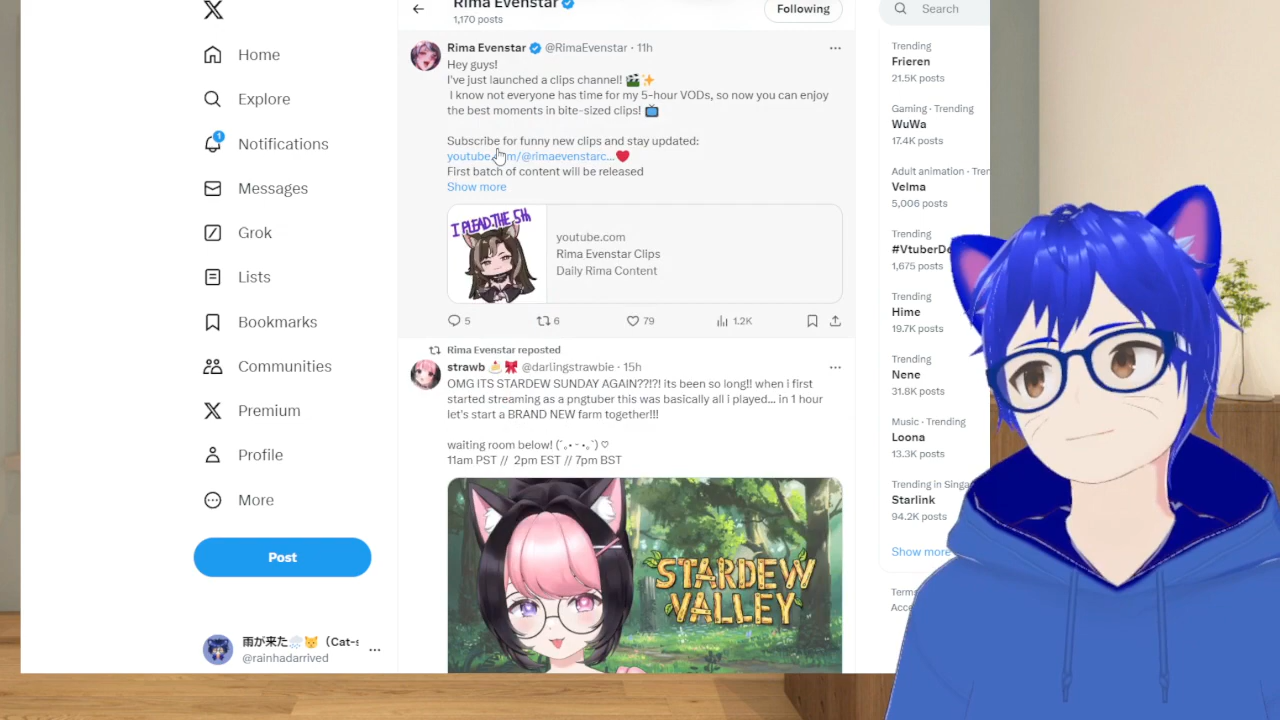 Home
Explore
1
Notifications
Messages
Grok
Lists
Bookmarks
Communities
Premium
Profile
More
Post
雨が来た🌧️🐱 (Cat-s
@rainhadarrived
Rima Evenstar
1,170 posts
Following
Rima Evenstar @RImaEvenstar · 11h
Hey guys!
I've just launched a clips channel! 🎬✨
I know not everyone has time for my 5-hour VODs, so now you can enjoy
the best moments in bite-sized clips! 📺
Subscribe for funny new clips and stay updated:
youtube.com/@rimaevenstarc...❤️
First batch of content will be released
Show more
I PLEAD THE 5th
youtube.com
Rima Evenstar Clips
Daily Rima Content
5
6
79
1.2K
Rima Evenstar reposted
strawb 🍰🎀 @darlingstrawbie · 15h
OMG ITS STARDEW SUNDAY AGAIN??!?! its been so long!! when i first
started streaming as a pngtuber this was basically all i played... in 1 hour
let's start a BRAND NEW farm together!!!
waiting room below! (˘｡• - •｡˘) ♡
11am PST // 2pm EST // 7pm BST
STARDEW
VALLEY
Search
Trending
Frieren
21.5K posts
Gaming · Trending
WuWa
17.4K posts
Adult animation · Tren
Velma
5,006 posts
Trending
#VtuberDe
1,675 posts
Trending
Hime
19.7K posts
Trending
Nene
31.8K posts
Music · Trending
Loona
13.3K posts
Trending in Singa
Starlink
94.2K posts
Show more
Terms
Acce